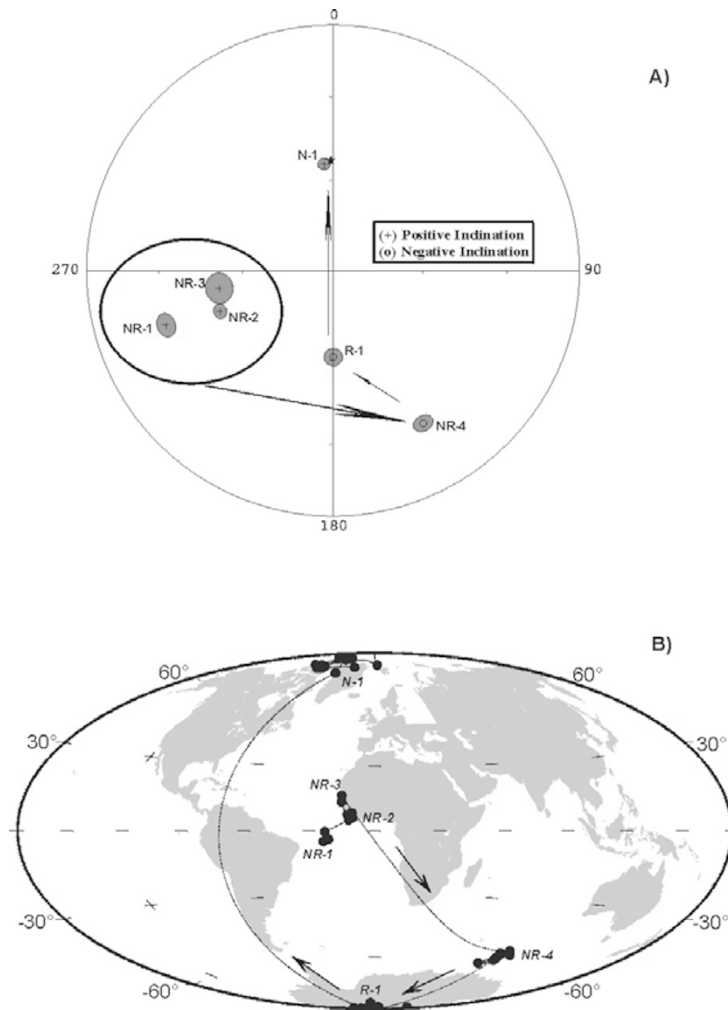 0
A)
N-1
(+) Positive Inclination
(o) Negative Inclination
270
90
NR-3
NR-2
NR-1
R-1
NR-4
180
B)
60°
60°
N-1
30°
30°
NR-3
NR-2
NR-1
-30°
-30°
NR-4
R-1
-60°
-60°